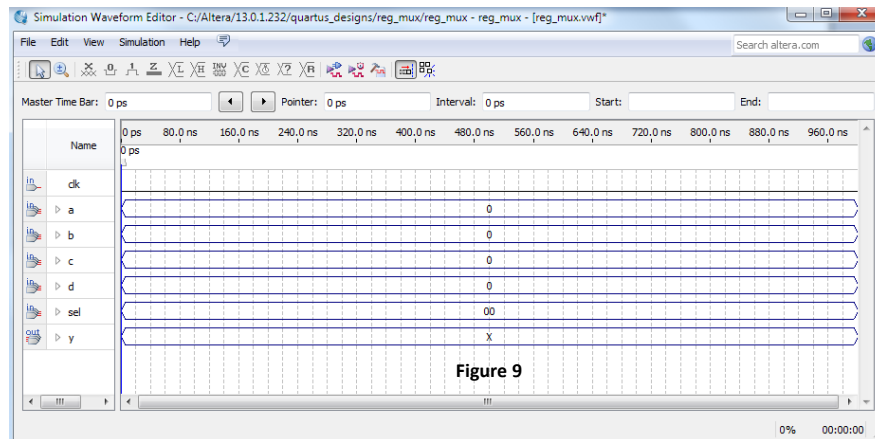 Simulation Waveform Editor - C:/Altera/13.0.1.232/quartus_designs/reg_mux/reg_mux - reg_mux - [reg_mux.vwf]*
File Edit View Simulation Help Search altera.com
Master Time Bar: 0 ps Pointer: 0 ps Interval: 0 ps Start: End:
Name 0 ps 80.0 ns 160.0 ns 240.0 ns 320.0 ns 400.0 ns 480.0 ns 560.0 ns 640.0 ns 720.0 ns 800.0 ns 880.0 ns 960.0 ns
0 ps
in clk
in a 0
in b 0
in c 0
in d 0
in sel 00
out y X
Figure 9
0% 00:00:00